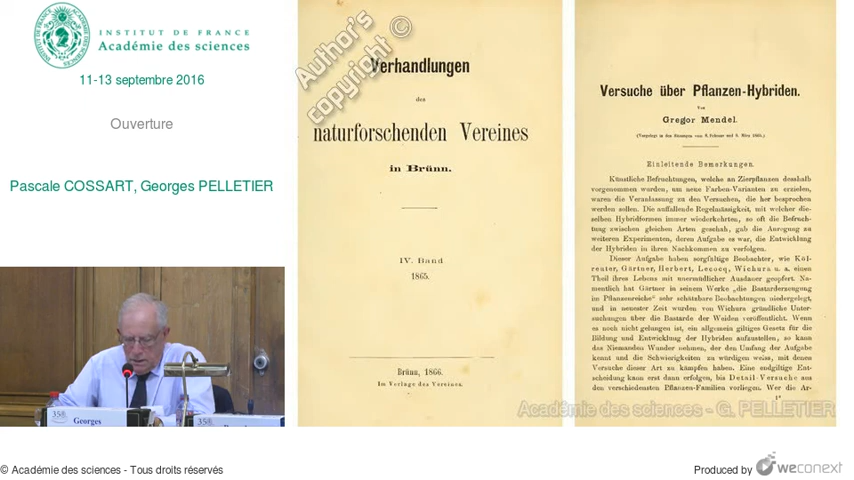 INSTITUT DE FRANCE
Académie des sciences
11-13 septembre 2016
Ouverture
Pascale COSSART, Georges PELLETIER
358
Georges
358
Author's
copyright ©
Verhandlungen
des
naturforschenden Vereines
in Brünn.
IV. Band
1865.
Brünn, 1866.
Im Verlage des Vereines.
Versuche über Pflanzen-Hybriden.
Von
Gregor Mendel.
(Vorgelegt in den Sitzungen vom 8. Februar und 8. März 1865.)
Einleitende Bemerkungen.
Künstliche Befruchtungen, welche an Zierpflanzen desshalb
vorgenommen wurden, um neue Farben-Varianten zu erzielen,
waren die Veranlassung zu den Versuchen, die her besprochen
werden sollen. Die auffallende Regelmässigkeit, mit welcher die-
selben Hybridformen immer wiederkehrten, so oft die Befruch-
tung zwischen gleichen Arten geschah, gab die Anregung zu
weiteren Experimenten, deren Aufgabe es war, die Entwicklung
der Hybriden in ihren Nachkommen zu verfolgen.
Dieser Aufgabe haben sorgfältige Beobachter, wie Köl-
reuter, Gärtner, Herbert, Lecocq, Wichura u. a. einen
Theil ihres Lebens mit unermüdlicher Ausdauer geopfert. Na-
mentlich hat Gärtner in seinem Werke „die Bastarderzeugung
im Pflanzenreiche“ sehr schätzbare Beobachtungen niedergelegt,
und in neuester Zeit wurden von Wichura gründliche Unter-
suchungen über die Bastarde der Weiden veröffentlicht. Wenn
es noch nicht gelungen ist, ein allgemein giltiges Gesetz für die
Bildung und Entwicklung der Hybriden aufzustellen, so kann
das Niemanden Wunder nehmen, der den Umfang der Aufgabe
kennt und die Schwierigkeiten zu würdigen weiss, mit denen
Versuche dieser Art zu kämpfen haben. Eine endgiltige Ent-
scheidung kann erst dann erfolgen, bis Detail-Versuche aus
den verschiedensten Pflanzen-Familien vorliegen. Wer die Ar-
1*
Académie des sciences - G. PELLETIER
© Académie des sciences - Tous droits réservés
Produced by weconext